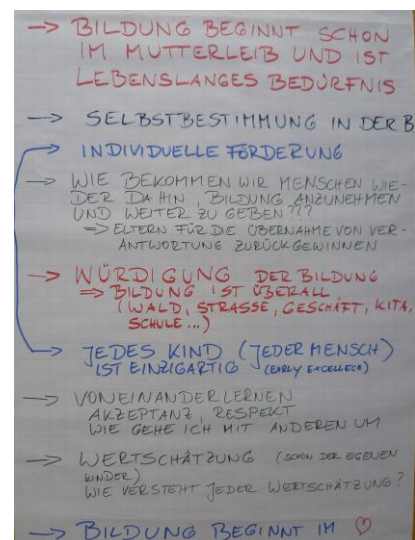 → BILDUNG BEGINNT SCHON
IM MUTTERLEIB UND IST
LEBENSLANGES BEDÜRFNIS
→ SELBSTBESTIMMUNG IN DER B
→ INDIVIDUELLE FÖRDERUNG
→ WIE BEKOMMEN WIR MENSCHEN WIE-
DER DAHIN, BILDUNG ANZUNEHMEN
UND WEITER ZU GEBEN???
⇒ ELTERN FÜR DIE ÜBERNAHME VON VER-
ANTWORTUNG ZURÜCKGEWINNEN
→ WÜRDIGUNG DER BILDUNG
⇒ BILDUNG IST ÜBERALL
(WALD, STRASSE, GESCHÄFT, KITA,
SCHULE...)
→ JEDES KIND (JEDER MENSCH)
IST EINZIGARTIG (EARLY EXCELLECE)
→ VONEINANDER LERNEN
AKZEPTANZ, RESPEKT
WIE GEHE ICH MIT ANDEREN UM
→ WERTSCHÄTZUNG (SCHON DER EIGENEN
KINDER)
WIE VERSTEHT JEDER WERTSCHÄTZUNG?
→ BILDUNG BEGINNT IM ♡